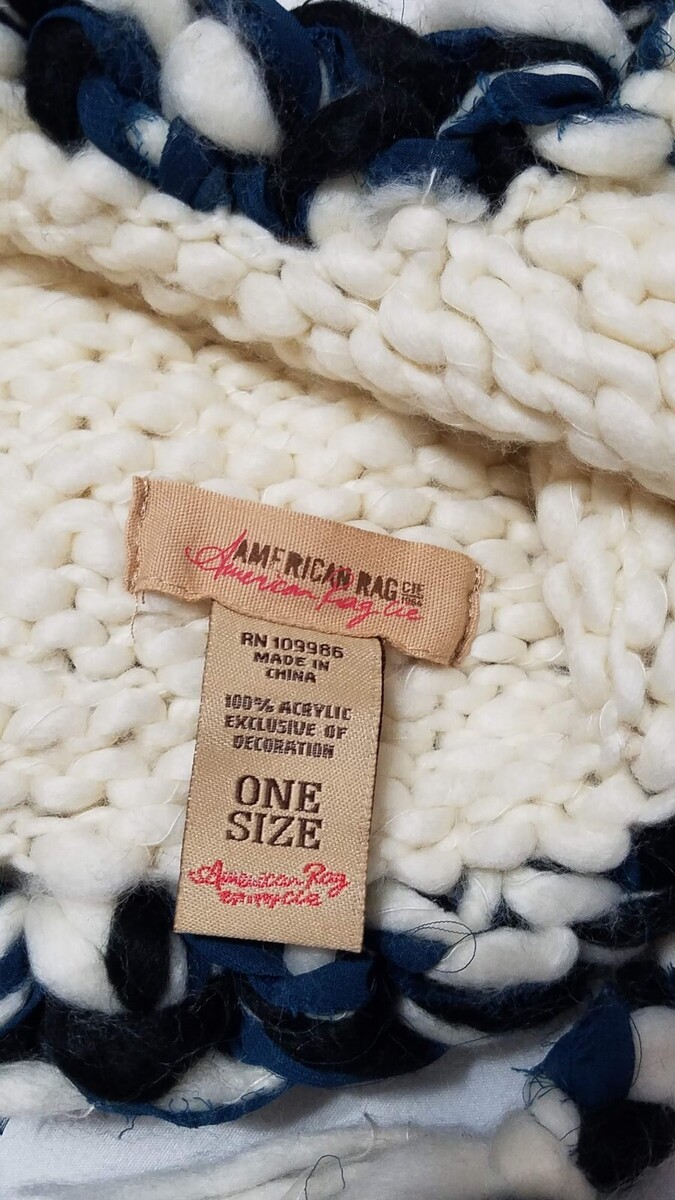 AMERICAN RAG CIE
American Rag Cie
RN 109986
MADE IN
CHINA
100% ACRYLIC
EXCLUSIVE OF
DECORATION
ONE
SIZE
American Rag